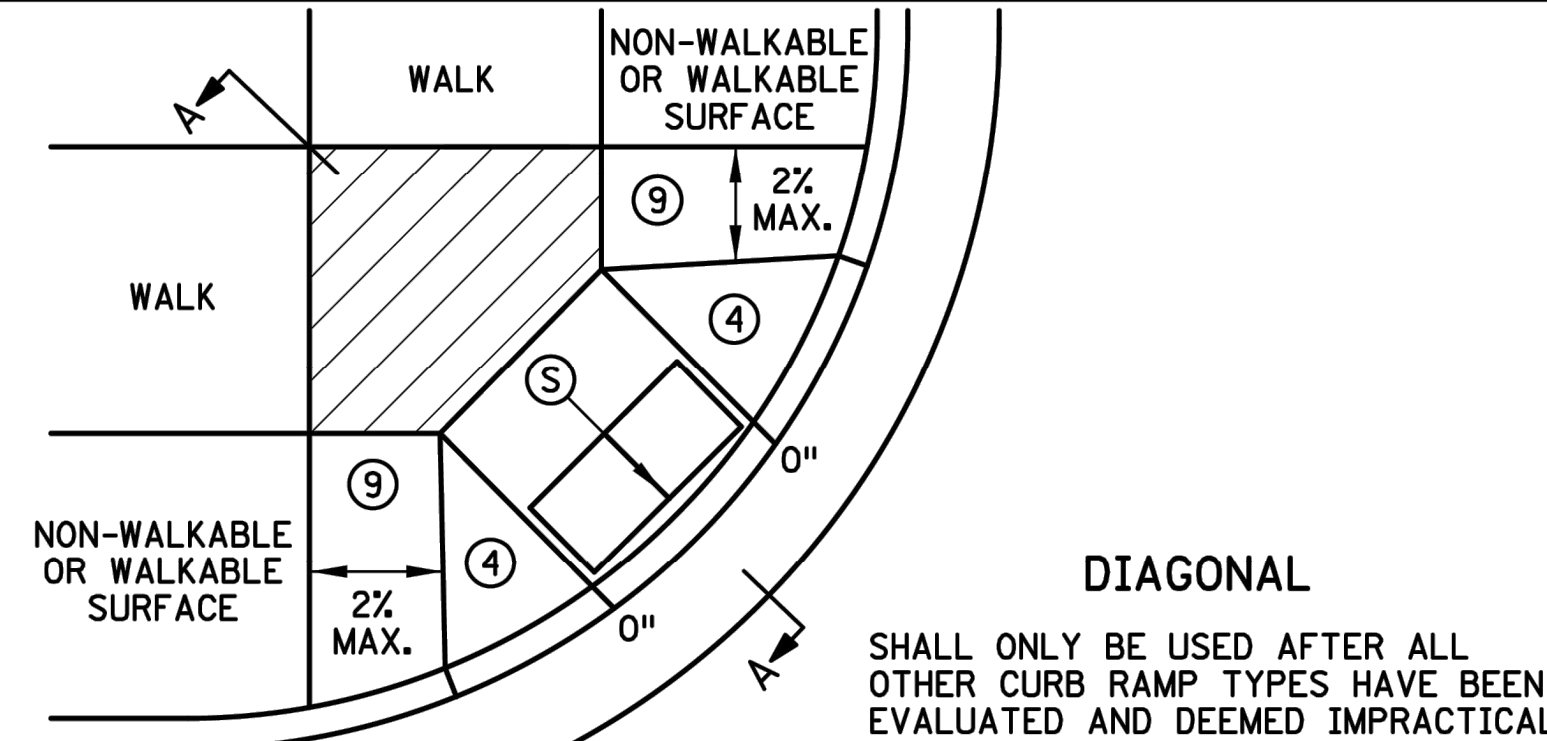 WALK
NON-WALKABLE
OR WALKABLE
SURFACE
A
9
2%
MAX.
WALK
4
S
0"
9
NON-WALKABLE
OR WALKABLE
SURFACE
4
2%
MAX.
0"
A
DIAGONAL
SHALL ONLY BE USED AFTER ALL
OTHER CURB RAMP TYPES HAVE BEEN
EVALUATED AND DEEMED IMPRACTICAL